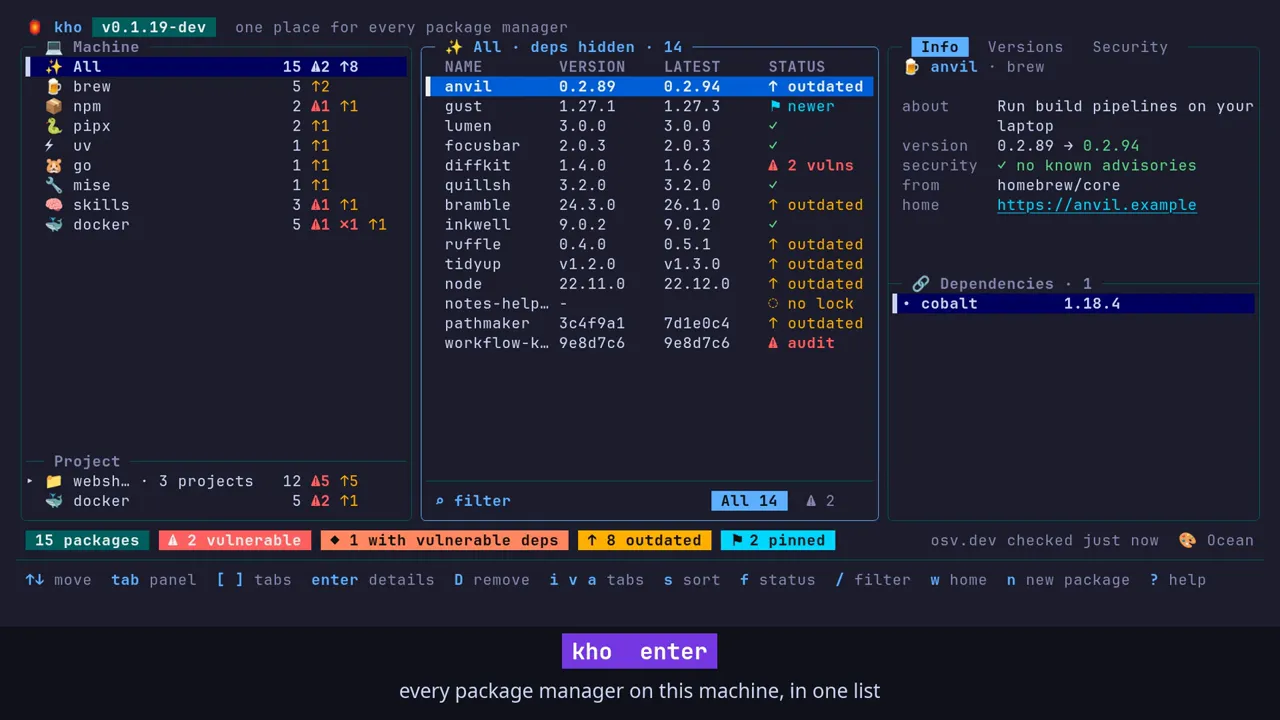 kho v0.1.19-dev one place for every package manager
Machine
All 15 ▲2 ↑8
brew 5 ↑2
npm 2 ▲1 ↑1
pipx 2 ↑1
uv 1 ↑1
go 1 ↑1
mise 1 ↑1
skills 3 ▲1 ↑1
docker 5 ▲1 ×1 ↑1
Project
▸ websh… · 3 projects 12 ▲5 ↑5
docker 5 ▲2 ↑1
All · deps hidden · 14
NAME VERSION LATEST STATUS
anvil 0.2.89 0.2.94 ↑ outdated
gust 1.27.1 1.27.3 ⚑ newer
lumen 3.0.0 3.0.0 ✓
focusbar 2.0.3 2.0.3 ✓
diffkit 1.4.0 1.6.2 ▲ 2 vulns
quillsh 3.2.0 3.2.0 ✓
bramble 24.3.0 26.1.0 ↑ outdated
inkwell 9.0.2 9.0.2 ✓
ruffle 0.4.0 0.5.1 ↑ outdated
tidyup v1.2.0 v1.3.0 ↑ outdated
node 22.11.0 22.12.0 ↑ outdated
notes-help… - ◌ no lock
pathmaker 3c4f9a1 7d1e0c4 ↑ outdated
workflow-k… 9e8d7c6 9e8d7c6 ▲ audit
⌕ filter All 14 ▲ 2
Info Versions Security
anvil · brew
about Run build pipelines on your
laptop
version 0.2.89 → 0.2.94
security ✓ no known advisories
from homebrew/core
home https://anvil.example
Dependencies · 1
• cobalt 1.18.4
15 packages ▲ 2 vulnerable ◆ 1 with vulnerable deps ↑ 8 outdated ⚑ 2 pinned osv.dev checked just now Ocean
↑↓ move tab panel [ ] tabs enter details D remove i v a tabs s sort f status / filter w home n new package ? help
kho enter
every package manager on this machine, in one list